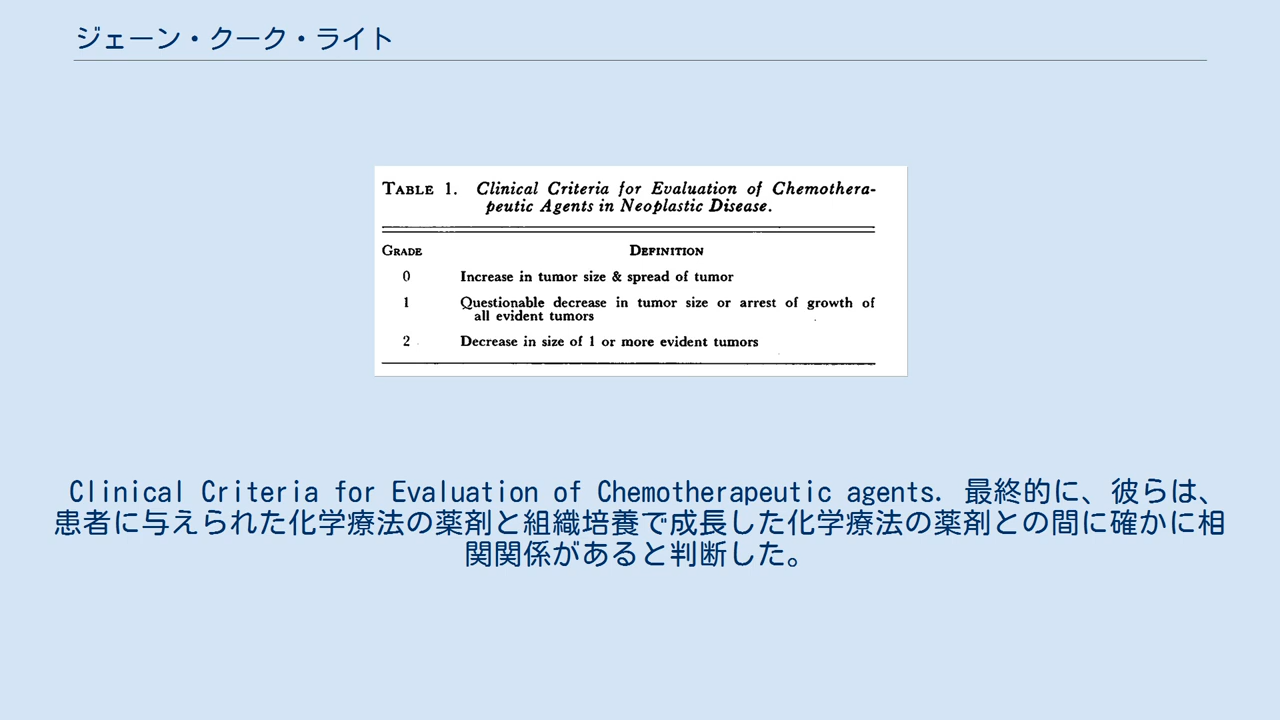 ジェーン・クーク・ライト
TABLE 1. Clinical Criteria for Evaluation of Chemothera-
peutic Agents in Neoplastic Disease.
GRADE DEFINITION
0 Increase in tumor size & spread of tumor
1 Questionable decrease in tumor size or arrest of growth of
all evident tumors
2 Decrease in size of 1 or more evident tumors
Clinical Criteria for Evaluation of Chemotherapeutic agents. 最終的に、彼らは、
患者に与えられた化学療法の薬剤と組織培養で成長した化学療法の薬剤との間に確かに相
関関係があると判断した。